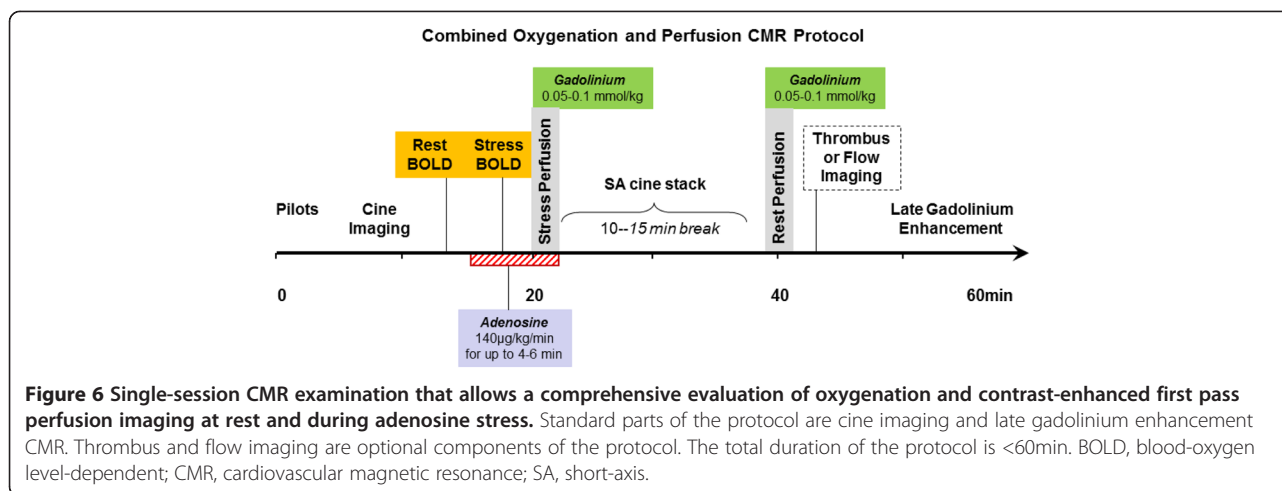 Combined Oxygenation and Perfusion CMR Protocol
Gadolinium
0.05-0.1 mmol/kg
Gadolinium
0.05-0.1 mmol/kg
Rest
BOLD
Stress
BOLD
Stress Perfusion
SA cine stack
10--15 min break
Rest Perfusion
Thrombus
or Flow
Imaging
Pilots
Cine
Imaging
Late Gadolinium
Enhancement
0
20
40
60min
Adenosine
140µg/kg/min
for up to 4-6 min
Figure 6 Single-session CMR examination that allows a comprehensive evaluation of oxygenation and contrast-enhanced first pass
perfusion imaging at rest and during adenosine stress. Standard parts of the protocol are cine imaging and late gadolinium enhancement
CMR. Thrombus and flow imaging are optional components of the protocol. The total duration of the protocol is <60min. BOLD, blood-oxygen
level-dependent; CMR, cardiovascular magnetic resonance; SA, short-axis.